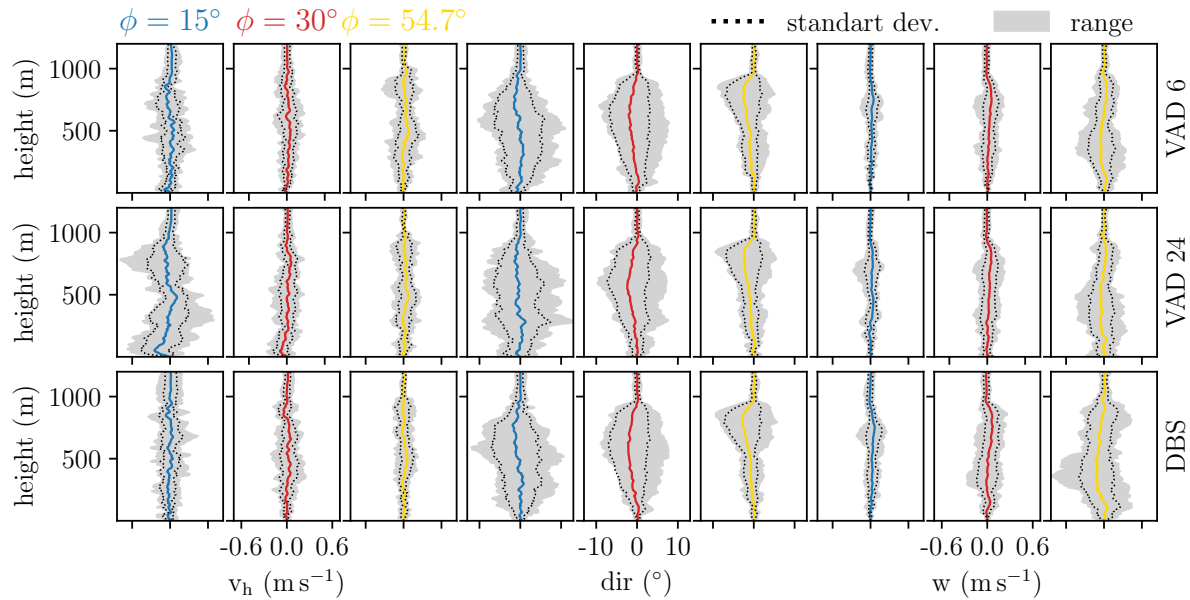 ϕ = 15° ϕ = 30° ϕ = 54.7° standart dev. range
1000
500
height (m)
VAD 6
1000
500
height (m)
VAD 24
1000
500
height (m)
DBS
-0.6 0.0 0.6 -10 0 10 -0.6 0.0 0.6
v_h (m s⁻¹) dir (°) w (m s⁻¹)